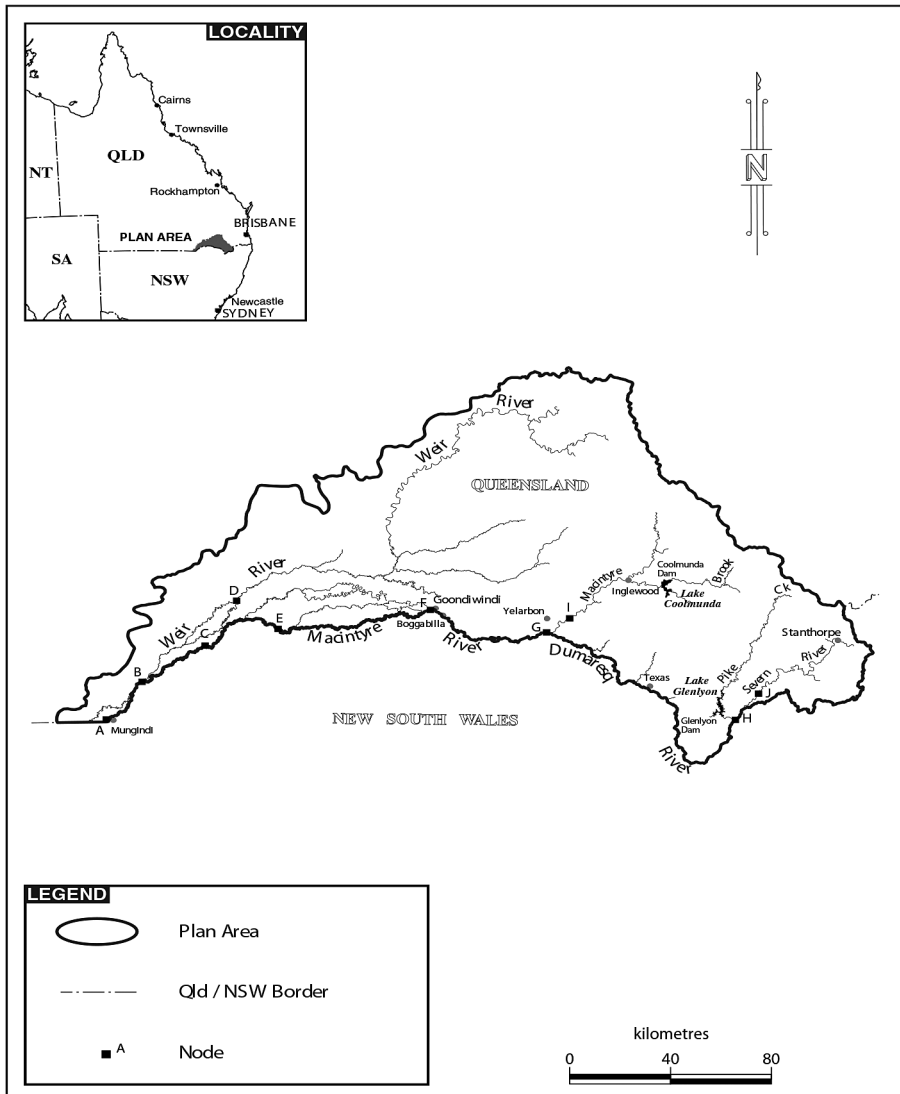 LOCALITY
Cairns
Townsville
QLD
NT
Rockhampton
BRISBANE
PLAN AREA
SA
NSW
Newcastle
SYDNEY
N
River
Weir
QUEENSLAND
River
Coolmunda
Dam
Brook
Macintyre
Inglewood
Lake
Coolmunda
Ck
D
Goondiwindi
F
Yelarbon
I
Weir
E
Boggabilla
G
Stanthorpe
C
Macintyre
River
Dumaresq
River
B
Texas
Lake
Glenlyon
Pike
Severn
NEW SOUTH WALES
Glenlyon
Dam
H
A
Mungindi
River
LEGEND
Plan Area
Qld / NSW Border
A
Node
kilometres
0 40 80